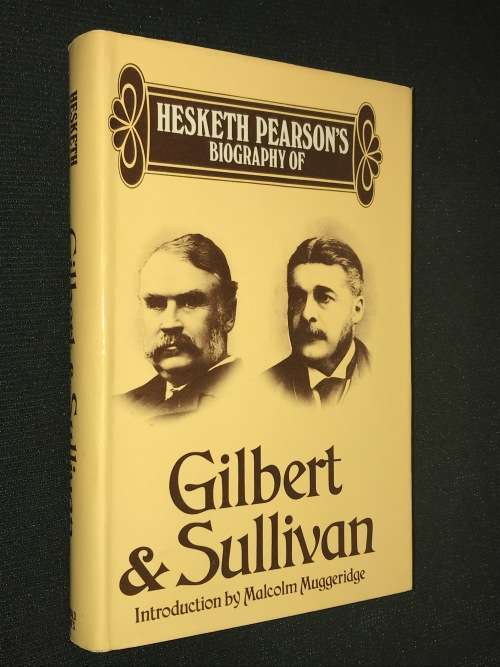 HESKETH PEARSON'S
BIOGRAPHY OF
Gilbert
& Sullivan
Introduction by Malcolm Muggeridge
HESKETH
Gilbert & Sullivan